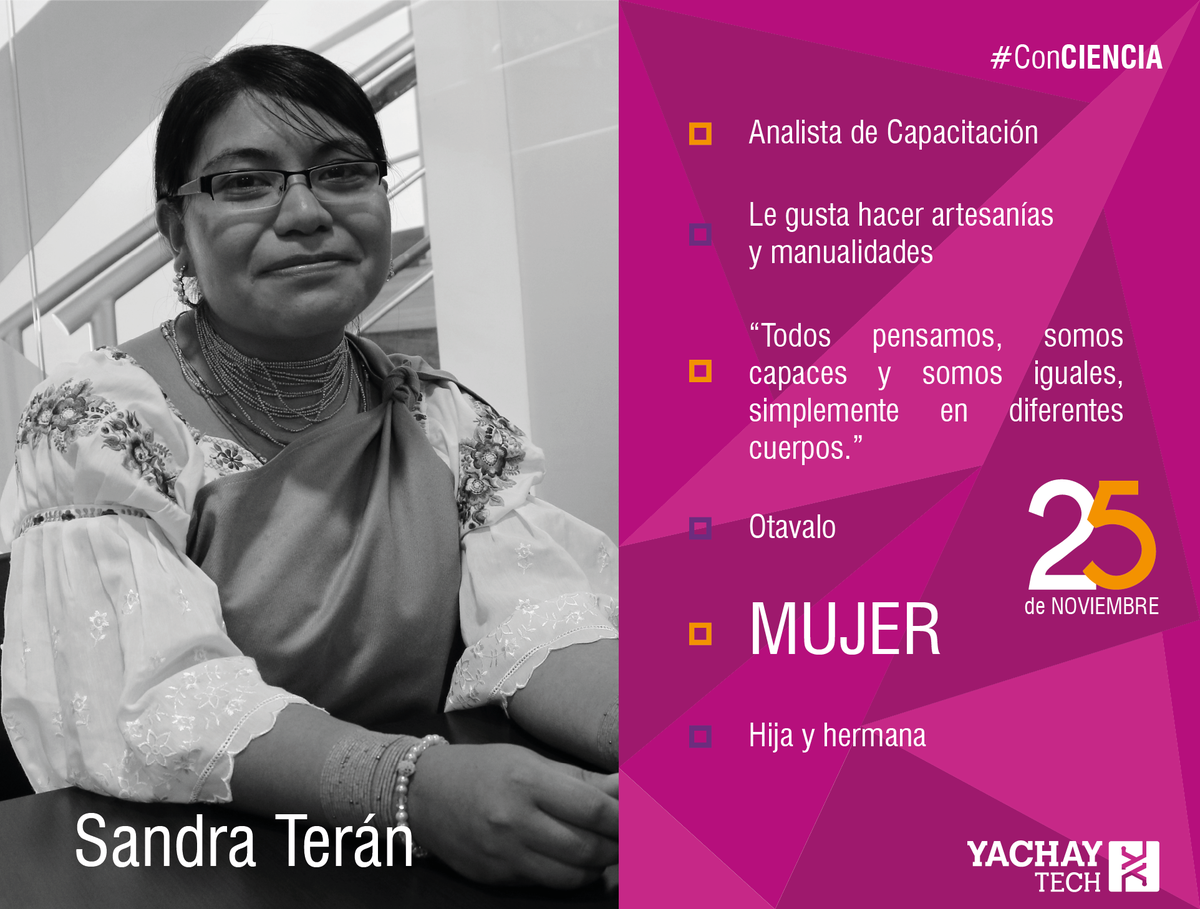 #ConCIENCIA
Analista de Capacitación
Le gusta hacer artesanías
y manualidades
“Todos pensamos, somos
capaces y somos iguales,
simplemente en diferentes
cuerpos.”
Otavalo
25
de NOVIEMBRE
MUJER
Hija y hermana
Sandra Terán
YACHAY
TECH